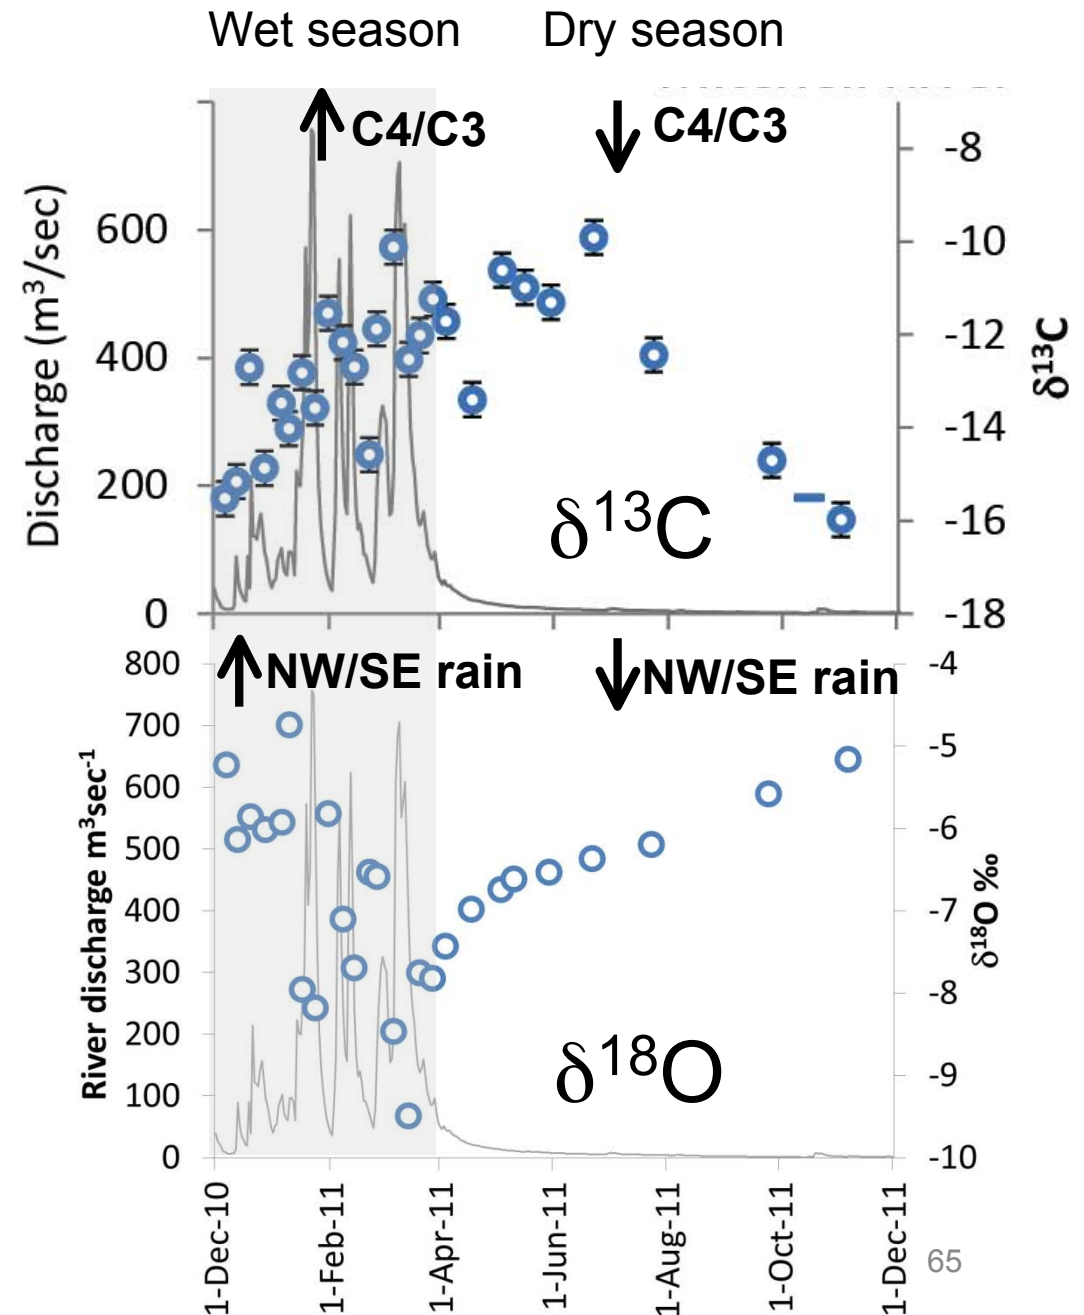 Wet season
Dry season
C4/C3
C4/C3
Discharge (m³/sec)
600
400
200
0
-8
-10
-12
-14
-16
-18
δ¹³C
δ¹³C
NW/SE rain
NW/SE rain
River discharge m³sec⁻¹
800
700
600
500
400
300
200
100
0
-4
-5
-6
-7
-8
-9
-10
δ¹⁸O ‰
δ¹⁸O
1-Dec-10
1-Feb-11
1-Apr-11
1-Jun-11
1-Aug-11
1-Oct-11
1-Dec-11
65